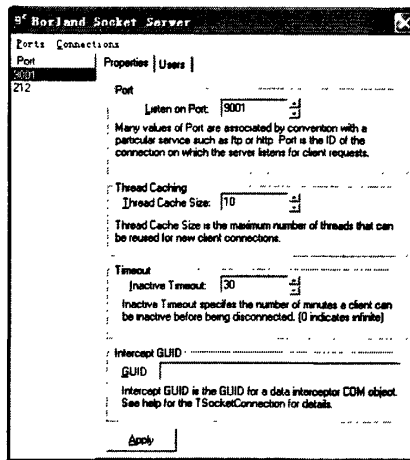 Borland Socket Server
Ports Connections
Port
9001
212
Properties Users
Port
Listen on Port: 9001
Many values of Port are associated by convention with a
particular service such as ftp or http. Port is the ID of the
connection on which the server listens for client requests.
Thread Caching
Thread Cache Size: 10
Thread Cache Size is the maximum number of threads that can
be reused for new client connections.
Timeout
Inactive Timeout: 30
Inactive Timeout specifies the number of minutes a client can
be inactive before being disconnected. (0 indicates infinite)
Intercept GUID
GUID
Intercept GUID is the GUID for a data interceptor COM object.
See help for the TSocketConnection for details.
Apply